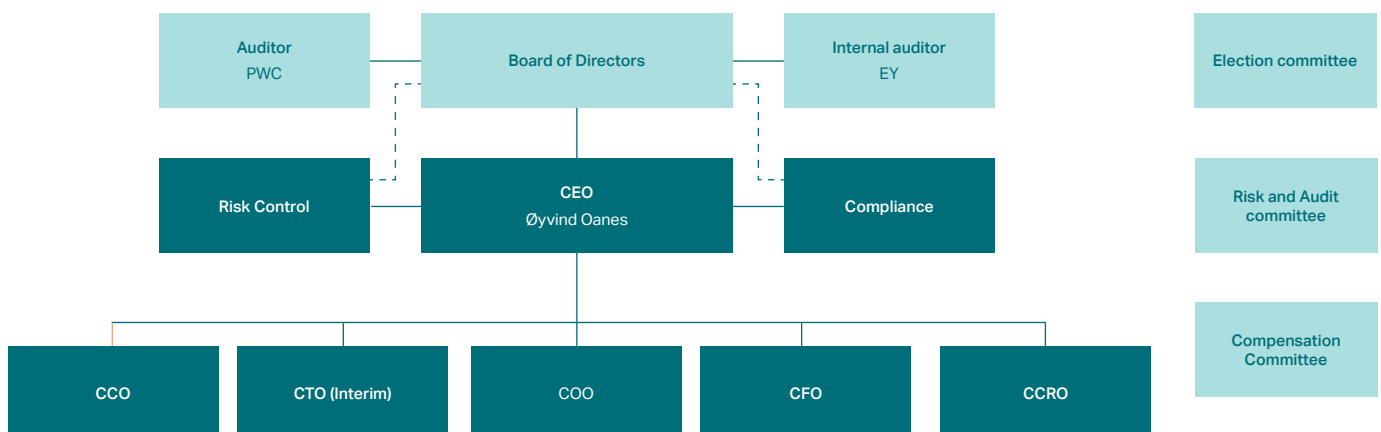 Auditor
PWC
Board of Directors
Internal auditor
EY
Election committee
Risk Control
CEO
Øyvind Oanes
Compliance
Risk and Audit
committee
Compensation
Committee
CCO
CTO (Interim)
COO
CFO
CCRO